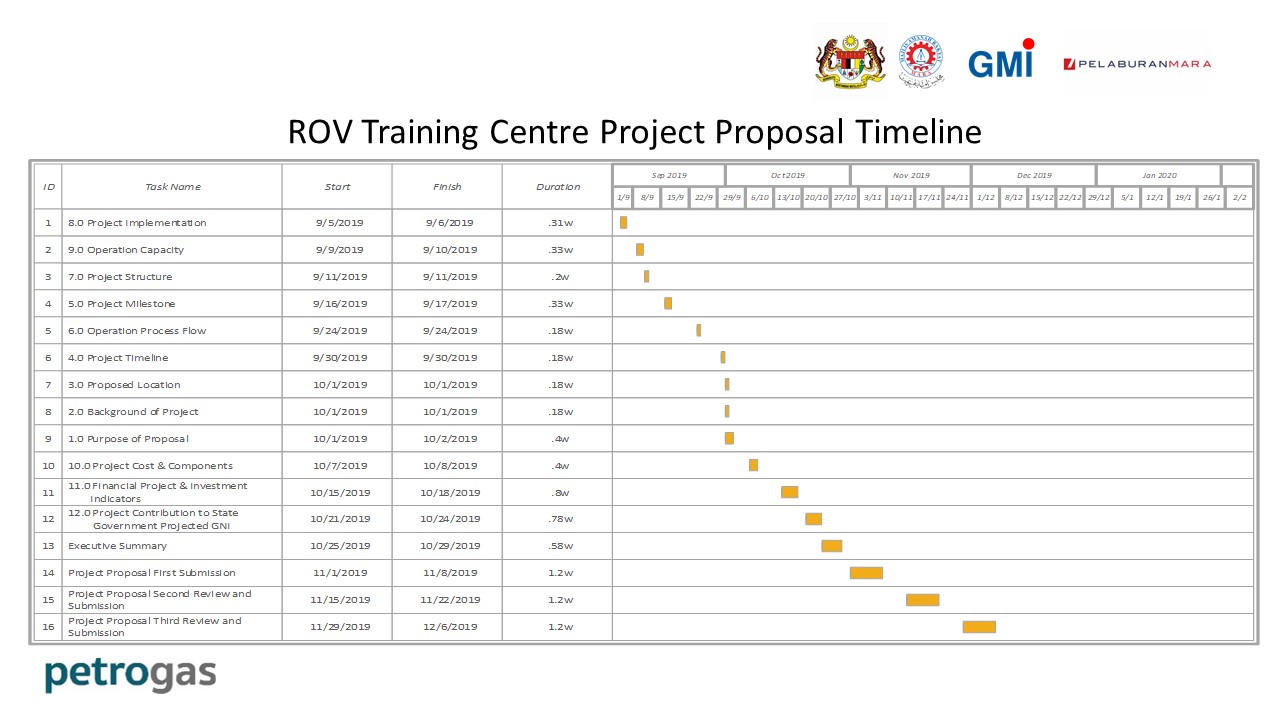 GMi
PELABURANMARA
ROV Training Centre Project Proposal Timeline
ID Task Name Start Finish Duration Sep 2019 Oct 2019 Nov 2019 Dec 2019 Jan 2020
1/9 8/9 15/9 22/9 29/9 6/10 13/10 20/10 27/10 3/11 10/11 17/11 24/11 1/12 8/12 15/12 22/12 29/12 5/1 12/1 19/1 26/1 2/2
1 8.0 Project Implementation 9/5/2019 9/6/2019 .31w
2 9.0 Operation Capacity 9/9/2019 9/10/2019 .33w
3 7.0 Project Structure 9/11/2019 9/11/2019 .2w
4 5.0 Project Milestone 9/16/2019 9/17/2019 .33w
5 6.0 Operation Process Flow 9/24/2019 9/24/2019 .18w
6 4.0 Project Timeline 9/30/2019 9/30/2019 .18w
7 3.0 Proposed Location 10/1/2019 10/1/2019 .18w
8 2.0 Background of Project 10/1/2019 10/1/2019 .18w
9 1.0 Purpose of Proposal 10/1/2019 10/2/2019 .4w
10 10.0 Project Cost & Components 10/7/2019 10/8/2019 .4w
11 11.0 Financial Project & Investment
Indicators 10/15/2019 10/18/2019 .8w
12 12.0 Project Contribution to State
Government Projected GNI 10/21/2019 10/24/2019 .78w
13 Executive Summary 10/25/2019 10/29/2019 .58w
14 Project Proposal First Submission 11/1/2019 11/8/2019 1.2w
15 Project Proposal Second Review and
Submission 11/15/2019 11/22/2019 1.2w
16 Project Proposal Third Review and
Submission 11/29/2019 12/6/2019 1.2w
petrogas